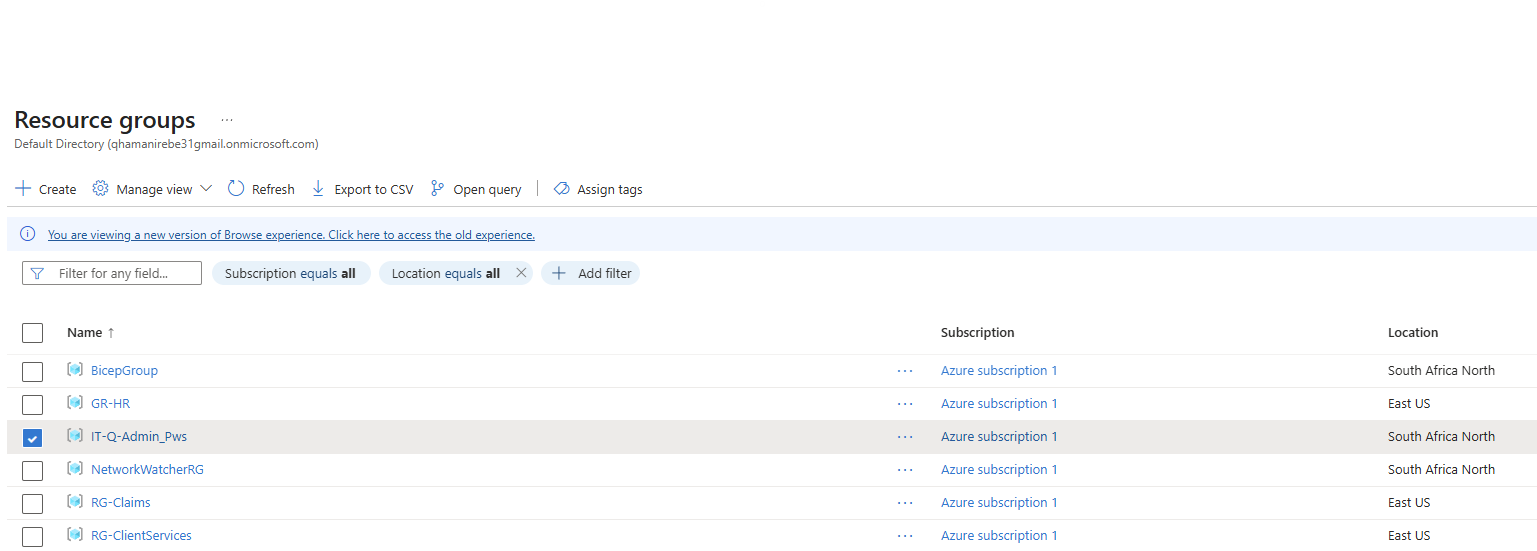 Resource groups ...
Default Directory (qhamanirebe31gmail.onmicrosoft.com)
Create Manage view Refresh Export to CSV Open query Assign tags
You are viewing a new version of Browse experience. Click here to access the old experience.
Filter for any field... Subscription equals all Location equals all Add filter
Name ↑ Subscription Location
BicepGroup ... Azure subscription 1 South Africa North
GR-HR ... Azure subscription 1 East US
IT-Q-Admin_Pws ... Azure subscription 1 South Africa North
NetworkWatcherRG ... Azure subscription 1 South Africa North
RG-Claims ... Azure subscription 1 East US
RG-ClientServices ... Azure subscription 1 East US